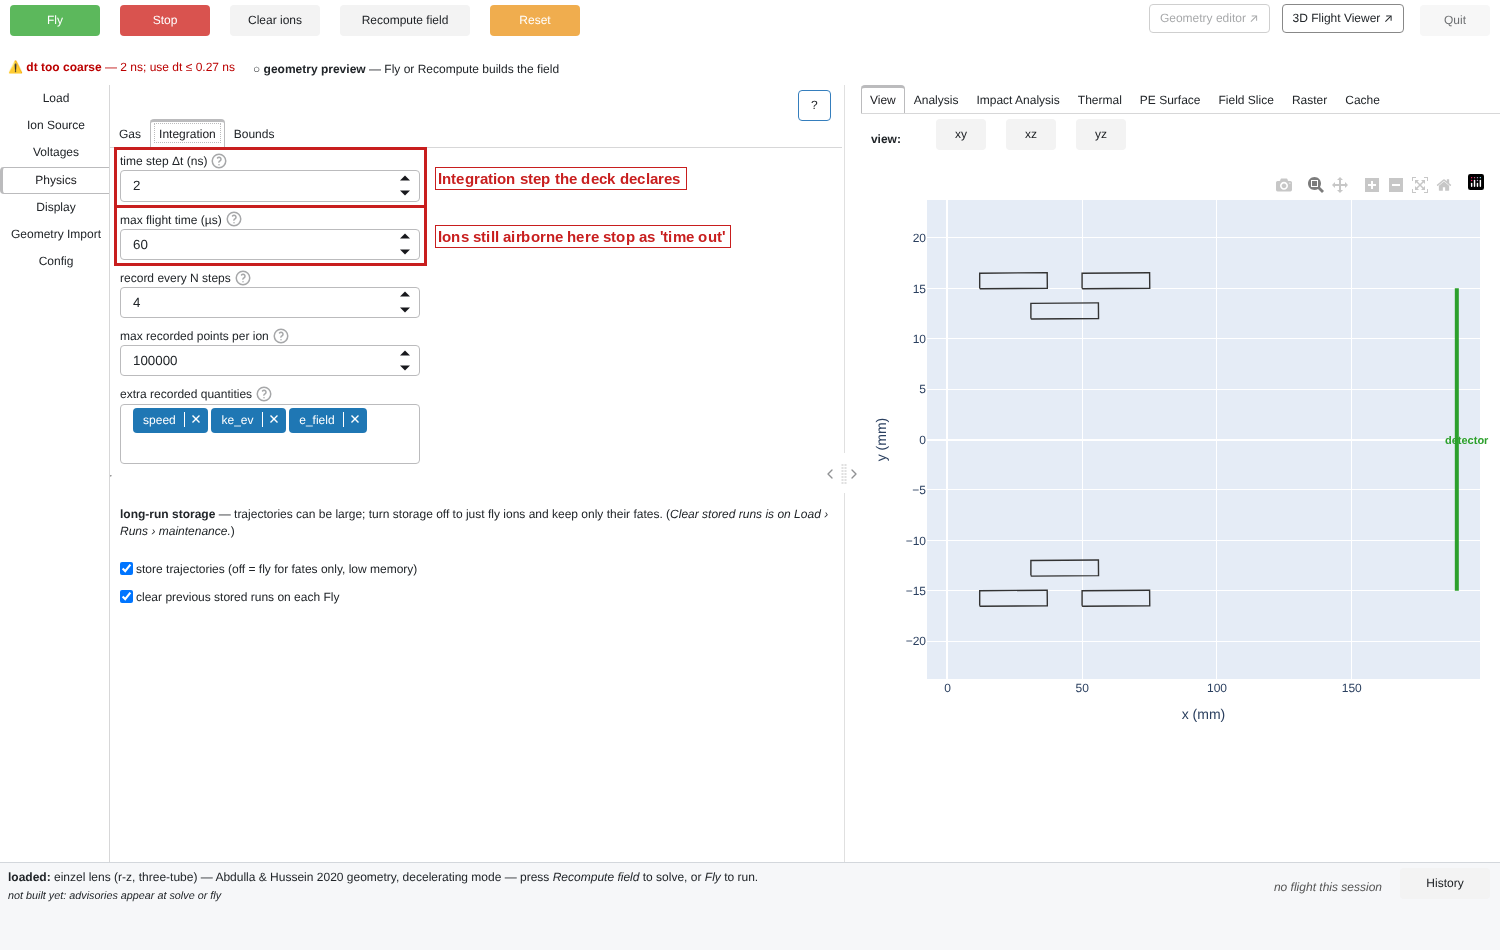 Fly
Stop
Clear ions
Recompute field
Reset
Geometry editor ↗
3D Flight Viewer ↗
Quit
⚠️ dt too coarse — 2 ns; use dt ≤ 0.27 ns
○ geometry preview — Fly or Recompute builds the field
Load
Ion Source
Voltages
Physics
Display
Geometry Import
Config
?
Gas
Integration
Bounds
time step Δt (ns) ?
2
Integration step the deck declares
max flight time (µs) ?
60
Ions still airborne here stop as 'time out'
record every N steps ?
4
max recorded points per ion ?
100000
extra recorded quantities ?
speed ✕
ke_ev ✕
e_field ✕
long-run storage — trajectories can be large; turn storage off to just fly ions and keep only their fates. (Clear stored runs is on Load ›
Runs › maintenance.)
store trajectories (off = fly for fates only, low memory)
clear previous stored runs on each Fly
View
Analysis
Impact Analysis
Thermal
PE Surface
Field Slice
Raster
Cache
view:
xy
xz
yz
20
15
10
5
0
−5
−10
−15
−20
y (mm)
detector
0
50
100
150
x (mm)
loaded: einzel lens (r-z, three-tube) — Abdulla & Hussein 2020 geometry, decelerating mode — press Recompute field to solve, or Fly to run.
not built yet: advisories appear at solve or fly
no flight this session
History